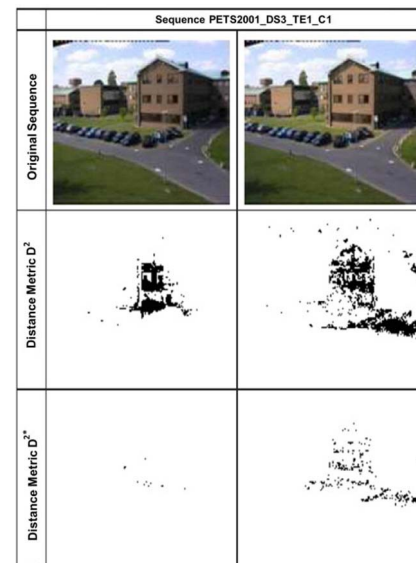 Sequence PETS2001_DS3_TE1_C1
Original Sequence
Distance Metric D²
Distance Metric D²*